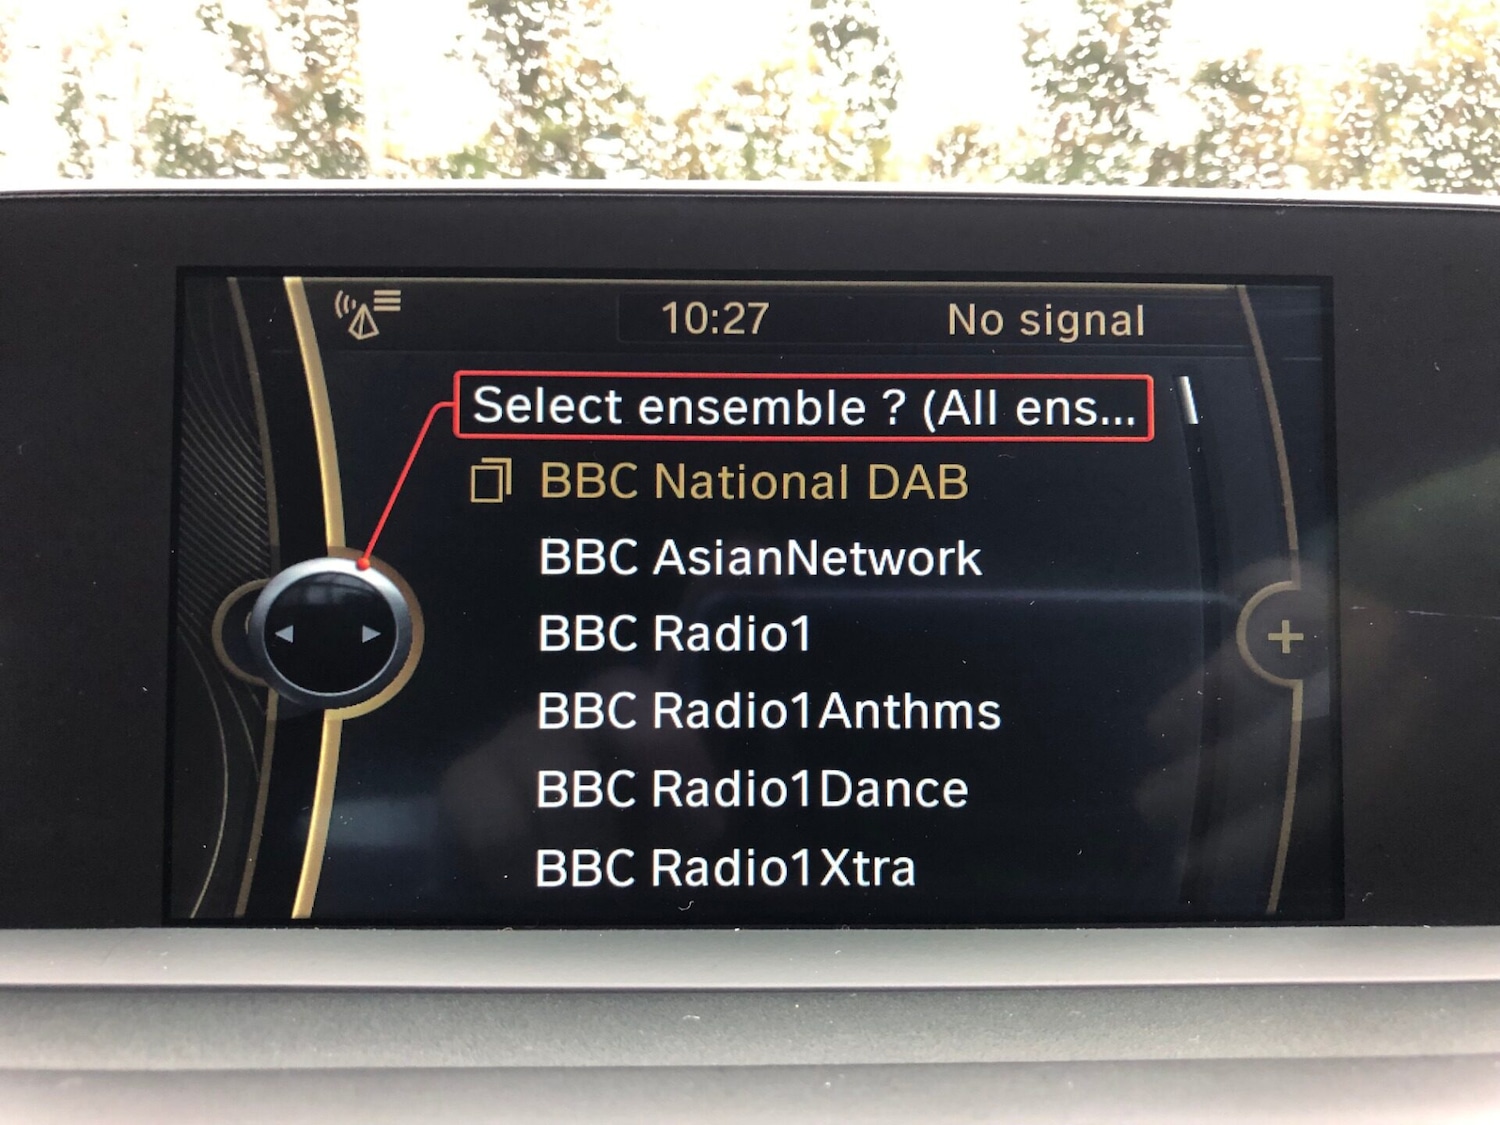 10:27 No signal
Select ensemble ? (All ens...
BBC National DAB
BBC AsianNetwork
BBC Radio1
BBC Radio1Anthms
BBC Radio1Dance
BBC Radio1Xtra
+